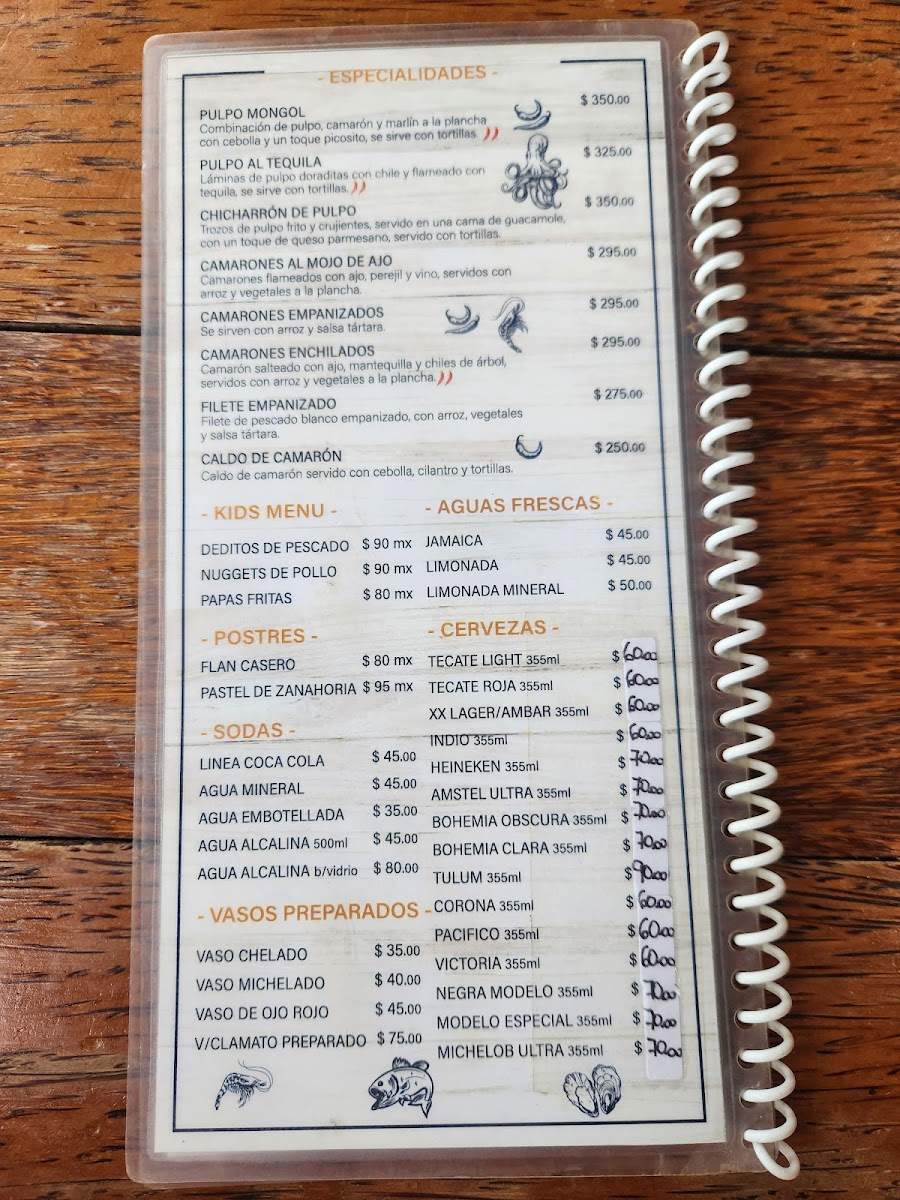 - ESPECIALIDADES -
PULPO MONGOL $ 350.00
Combinación de pulpo, camarón y marlín a la plancha
con cebolla y un toque picosito, se sirve con tortillas.
PULPO AL TEQUILA $ 325.00
Láminas de pulpo doraditas con chile y flameado con
tequila, se sirve con tortillas.
CHICHARRÓN DE PULPO $ 350.00
Trozos de pulpo frito y crujientes, servido en una cama de guacamole,
con un toque de queso parmesano, servido con tortillas.
CAMARONES AL MOJO DE AJO $ 295.00
Camarones flameados con ajo, perejil y vino, servidos con
arroz y vegetales a la plancha.
CAMARONES EMPANIZADOS $ 295.00
Se sirven con arroz y salsa tártara.
CAMARONES ENCHILADOS $ 295.00
Camarón salteado con ajo, mantequilla y chiles de árbol,
servidos con arroz y vegetales a la plancha.
FILETE EMPANIZADO $ 275.00
Filete de pescado blanco empanizado, con arroz, vegetales
y salsa tártara.
CALDO DE CAMARÓN $ 250.00
Caldo de camarón servido con cebolla, cilantro y tortillas.
- KIDS MENU -
DEDITOS DE PESCADO $ 90 mx
NUGGETS DE POLLO $ 90 mx
PAPAS FRITAS $ 80 mx
- POSTRES -
FLAN CASERO $ 80 mx
PASTEL DE ZANAHORIA $ 95 mx
- SODAS -
LINEA COCA COLA $ 45.00
AGUA MINERAL $ 45.00
AGUA EMBOTELLADA $ 35.00
AGUA ALCALINA 500ml $ 45.00
AGUA ALCALINA b/vidrio $ 80.00
- VASOS PREPARADOS -
VASO CHELADO $ 35.00
VASO MICHELADO $ 40.00
VASO DE OJO ROJO $ 45.00
V/CLAMATO PREPARADO $ 75.00
- AGUAS FRESCAS -
JAMAICA $ 45.00
LIMONADA $ 45.00
LIMONADA MINERAL $ 50.00
- CERVEZAS -
TECATE LIGHT 355ml $ 60.00
TECATE ROJA 355ml $ 60.00
XX LAGER/AMBAR 355ml $ 60.00
INDIO 355ml $ 60.00
HEINEKEN 355ml $ 70.00
AMSTEL ULTRA 355ml $ 70.00
BOHEMIA OBSCURA 355ml $ 70.00
BOHEMIA CLARA 355ml $ 70.00
TULUM 355ml $ 90.00
CORONA 355ml $ 60.00
PACIFICO 355ml $ 60.00
VICTORIA 355ml $ 60.00
NEGRA MODELO 355ml $ 70.00
MODELO ESPECIAL 355ml $ 70.00
MICHELOB ULTRA 355ml $ 70.00